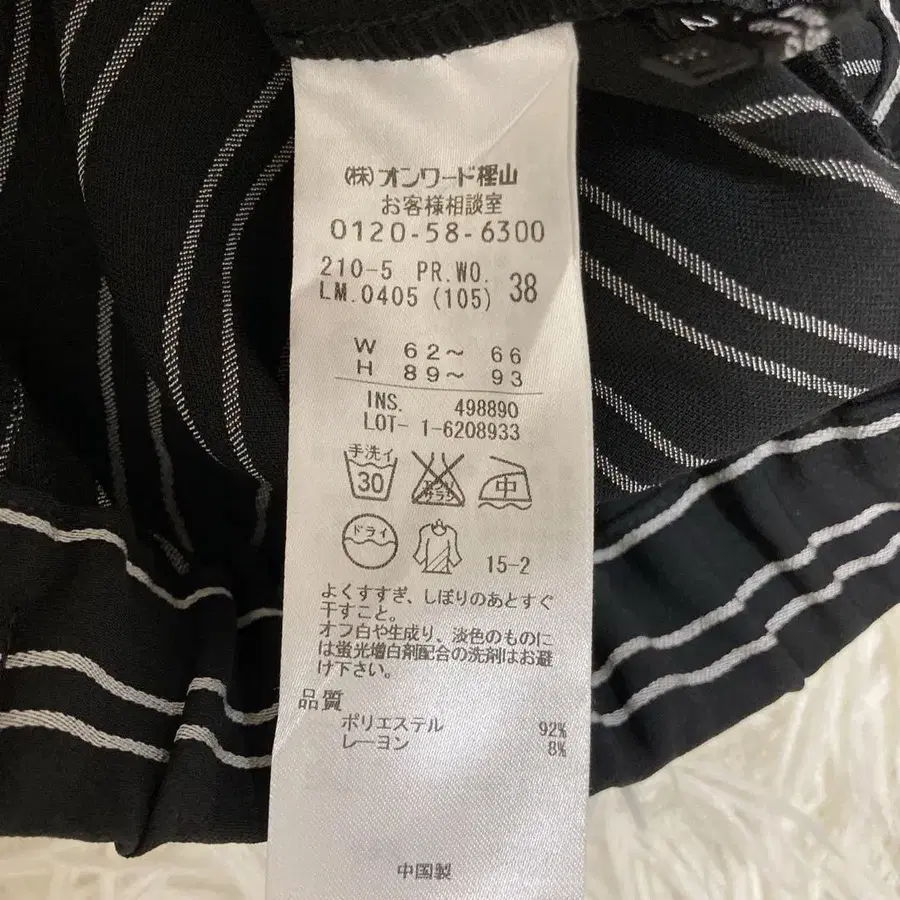 (株)オンワード樫山
お客様相談室
0120-58-6300
210-5 PR.WO. 38
LM.0405 (105)
W 62～ 66
H 89～ 93
INS. 498890
LOT- 1-6208933
手洗イ
30
中
ドライ
15-2
よくすすぎ、しぼりのあとすぐ
干すこと。
オフ白や生成り、淡色のものに
は蛍光増白剤配合の洗剤はお避
け下さい。
品質
ポリエステル 92%
レーヨン 8%
中国製